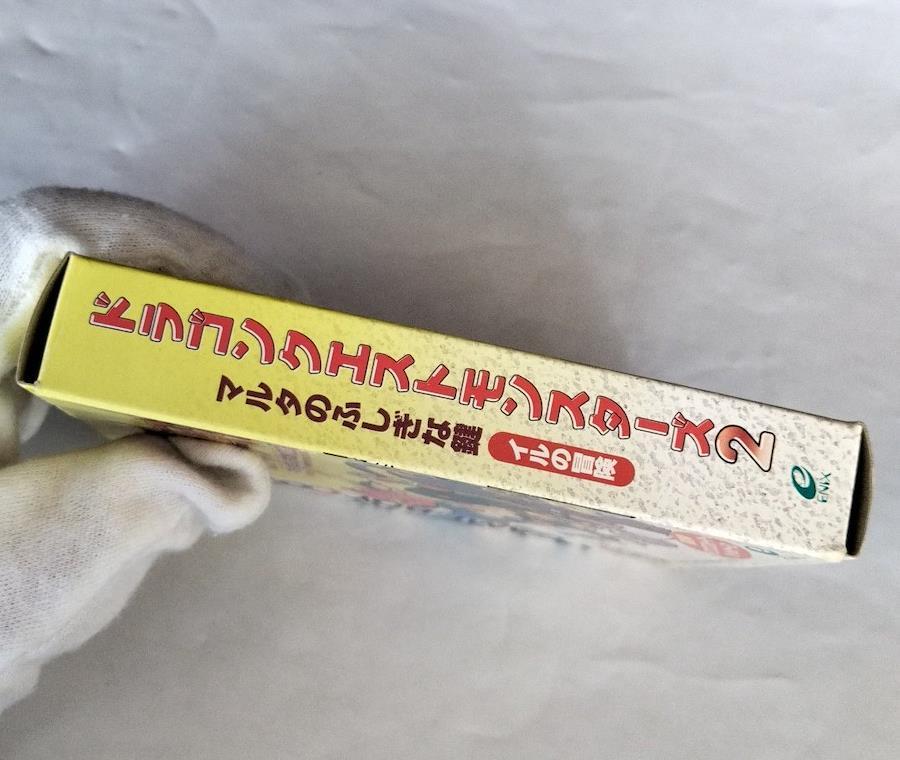 ドラゴンクエストモンスターズ2
マルタのふしぎな鍵
イルの冒険
ENIX